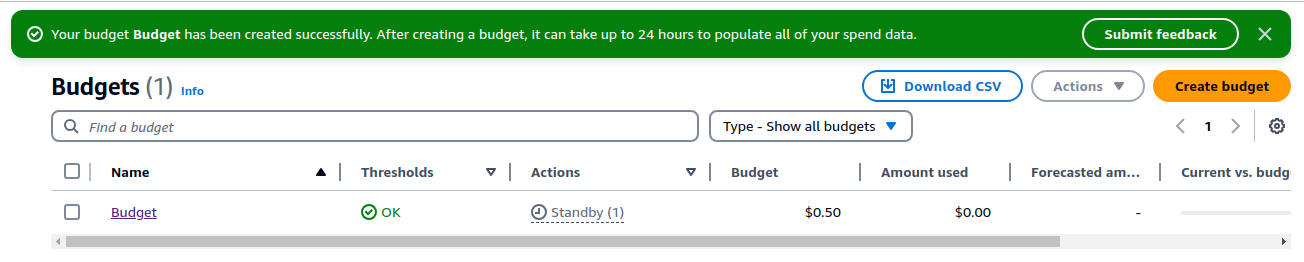 Your budget Budget has been created successfully. After creating a budget, it can take up to 24 hours to populate all of your spend data.
Submit feedback
Budgets (1) Info
Download CSV
Actions
Create budget
Find a budget
Type - Show all budgets
1
Name Thresholds Actions Budget Amount used Forecasted am... Current vs. budg
Budget OK Standby (1) $0.50 $0.00 -